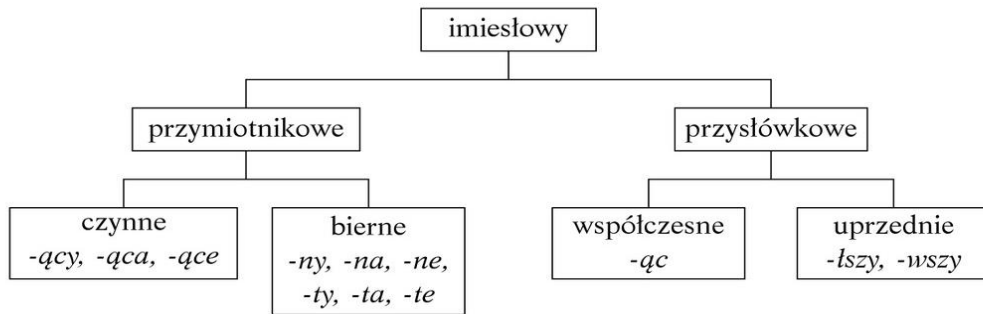 imiesłowy
przymiotnikowe
przysłówkowe
czynne
-ący, -ąca, -ące
bierne
-ny, -na, -ne,
-ty, -ta, -te
współczesne
-ąc
uprzednie
-łszy, -wszy